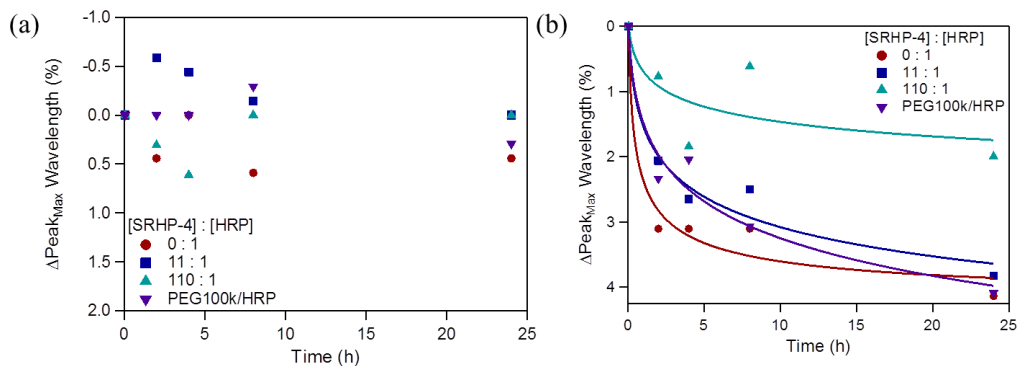 (a)
ΔPeakMax Wavelength (%)
-1.0
-0.5
0.0
0.5
1.0
1.5
2.0
[SRHP-4] : [HRP]
0 : 1
11 : 1
110 : 1
PEG100k/HRP
0
5
10
15
20
25
Time (h)
(b)
ΔPeakMax Wavelength (%)
0
1
2
3
4
[SRHP-4] : [HRP]
0 : 1
11 : 1
110 : 1
PEG100k/HRP
0
5
10
15
20
25
Time (h)